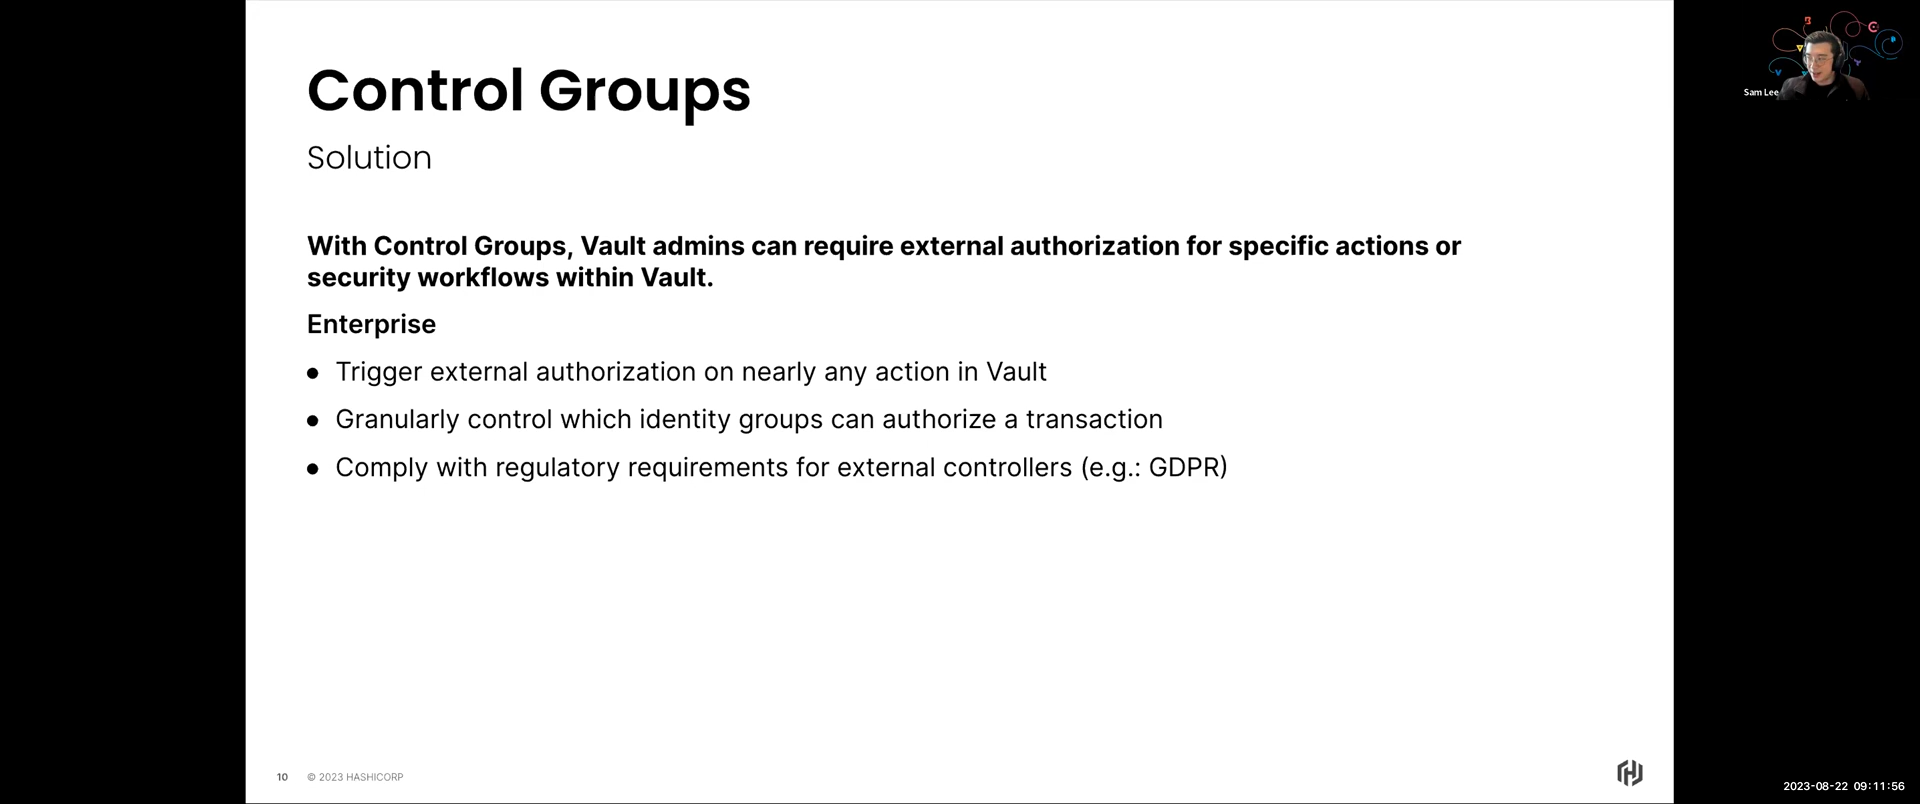 Control Groups
Solution
With Control Groups, Vault admins can require external authorization for specific actions or
security workflows within Vault.
Enterprise
● Trigger external authorization on nearly any action in Vault
● Granularly control which identity groups can authorize a transaction
● Comply with regulatory requirements for external controllers (e.g.: GDPR)
10 © 2023 HASHICORP
Sam Lee
2023-08-22 09:11:56